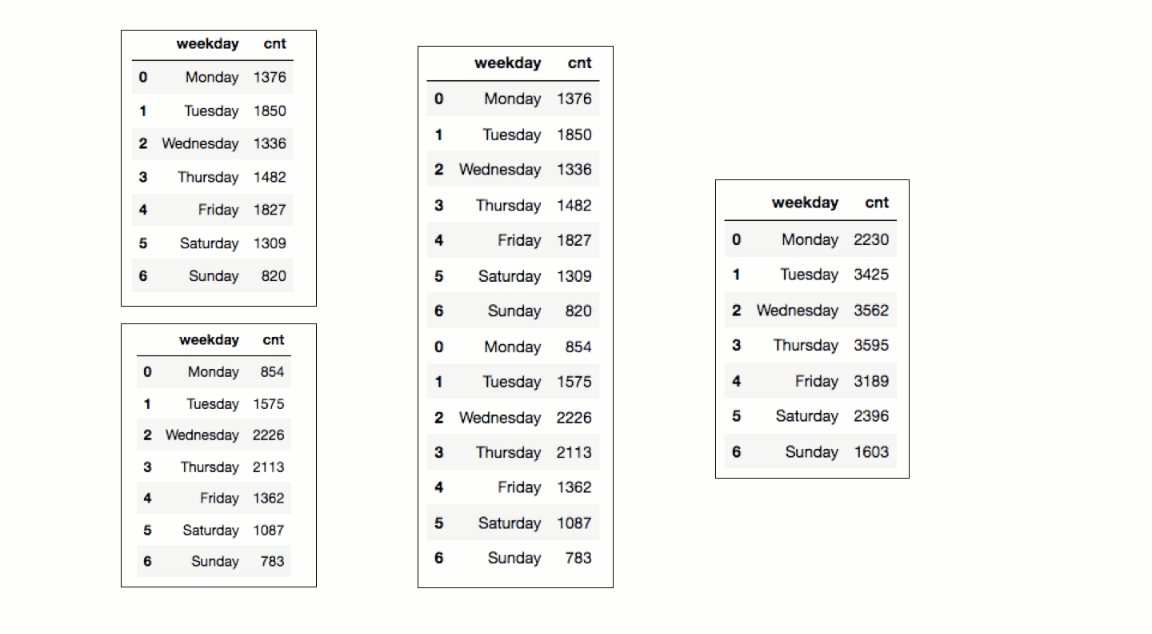 weekday cnt
0 Monday 1376
1 Tuesday 1850
2 Wednesday 1336
3 Thursday 1482
4 Friday 1827
5 Saturday 1309
6 Sunday 820
weekday cnt
0 Monday 854
1 Tuesday 1575
2 Wednesday 2226
3 Thursday 2113
4 Friday 1362
5 Saturday 1087
6 Sunday 783
weekday cnt
0 Monday 1376
1 Tuesday 1850
2 Wednesday 1336
3 Thursday 1482
4 Friday 1827
5 Saturday 1309
6 Sunday 820
0 Monday 854
1 Tuesday 1575
2 Wednesday 2226
3 Thursday 2113
4 Friday 1362
5 Saturday 1087
6 Sunday 783
weekday cnt
0 Monday 2230
1 Tuesday 3425
2 Wednesday 3562
3 Thursday 3595
4 Friday 3189
5 Saturday 2396
6 Sunday 1603